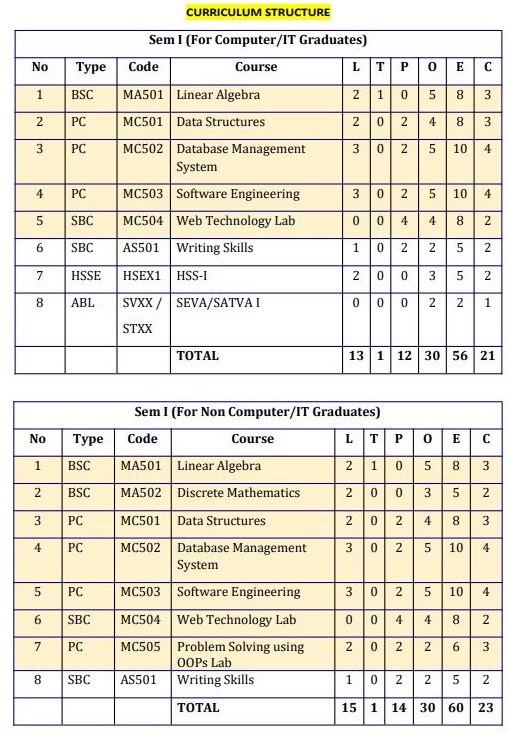 CURRICULUM STRUCTURE
Sem I (For Computer/IT Graduates)
No Type Code Course L T P O E C
1 BSC MA501 Linear Algebra 2 1 0 5 8 3
2 PC MC501 Data Structures 2 0 2 4 8 3
3 PC MC502 Database Management 3 0 2 5 10 4
System
4 PC MC503 Software Engineering 3 0 2 5 10 4
5 SBC MC504 Web Technology Lab 0 0 4 4 8 2
6 SBC AS501 Writing Skills 1 0 2 2 5 2
7 HSSE HSEX1 HSS-I 2 0 0 3 5 2
8 ABL SVXX / SEVA/SATVA I 0 0 0 2 2 1
STXX
TOTAL 13 1 12 30 56 21
Sem I (For Non Computer/IT Graduates)
No Type Code Course L T P O E C
1 BSC MA501 Linear Algebra 2 1 0 5 8 3
2 BSC MA502 Discrete Mathematics 2 0 0 3 5 2
3 PC MC501 Data Structures 2 0 2 4 8 3
4 PC MC502 Database Management 3 0 2 5 10 4
System
5 PC MC503 Software Engineering 3 0 2 5 10 4
6 SBC MC504 Web Technology Lab 0 0 4 4 8 2
7 PC MC505 Problem Solving using 2 0 2 2 6 3
OOPs Lab
8 SBC AS501 Writing Skills 1 0 2 2 5 2
TOTAL 15 1 14 30 60 23